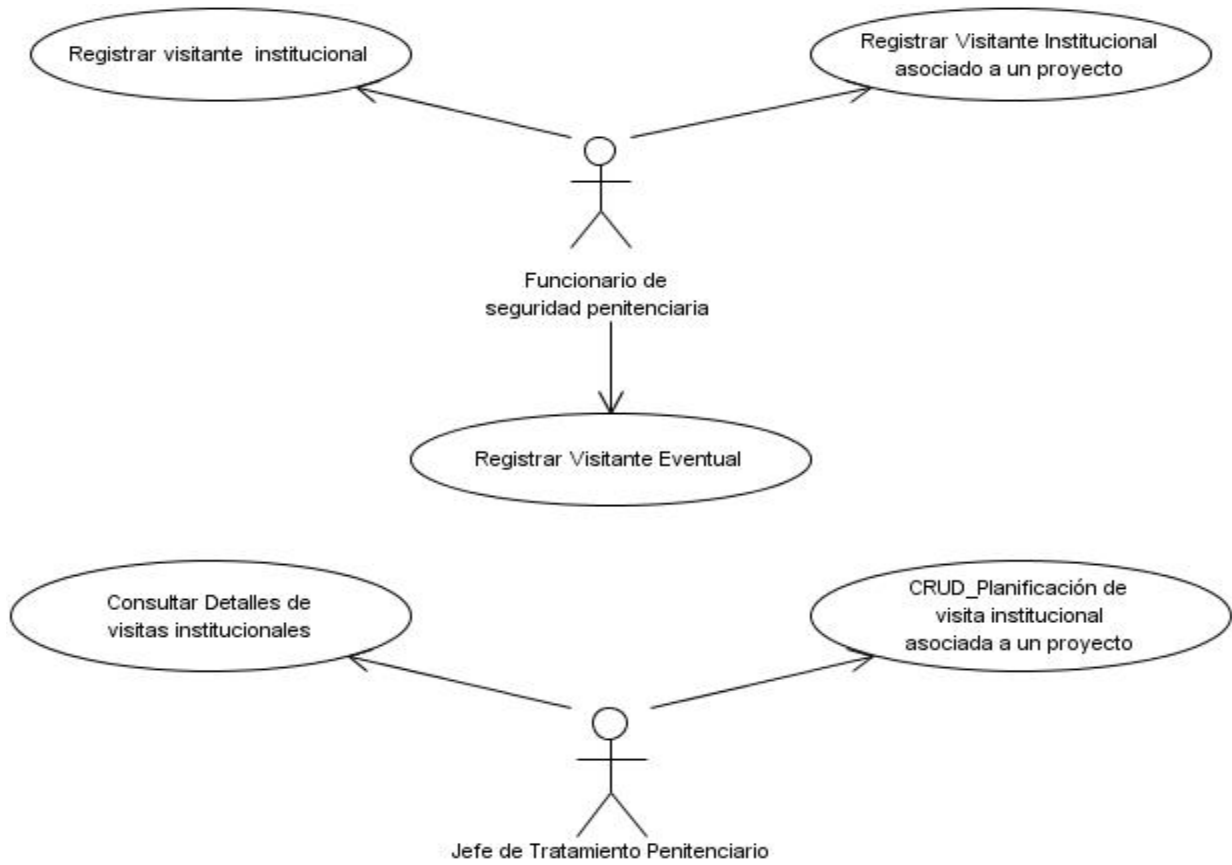 Registrar visitante institucional
Registrar Visitante Institucional
asociado a un proyecto
Funcionario de
seguridad penitenciaria
Registrar Visitante Eventual
Consultar Detalles de
visitas institucionales
CRUD_Planificación de
visita institucional
asociada a un proyecto
Jefe de Tratamiento Penitenciario